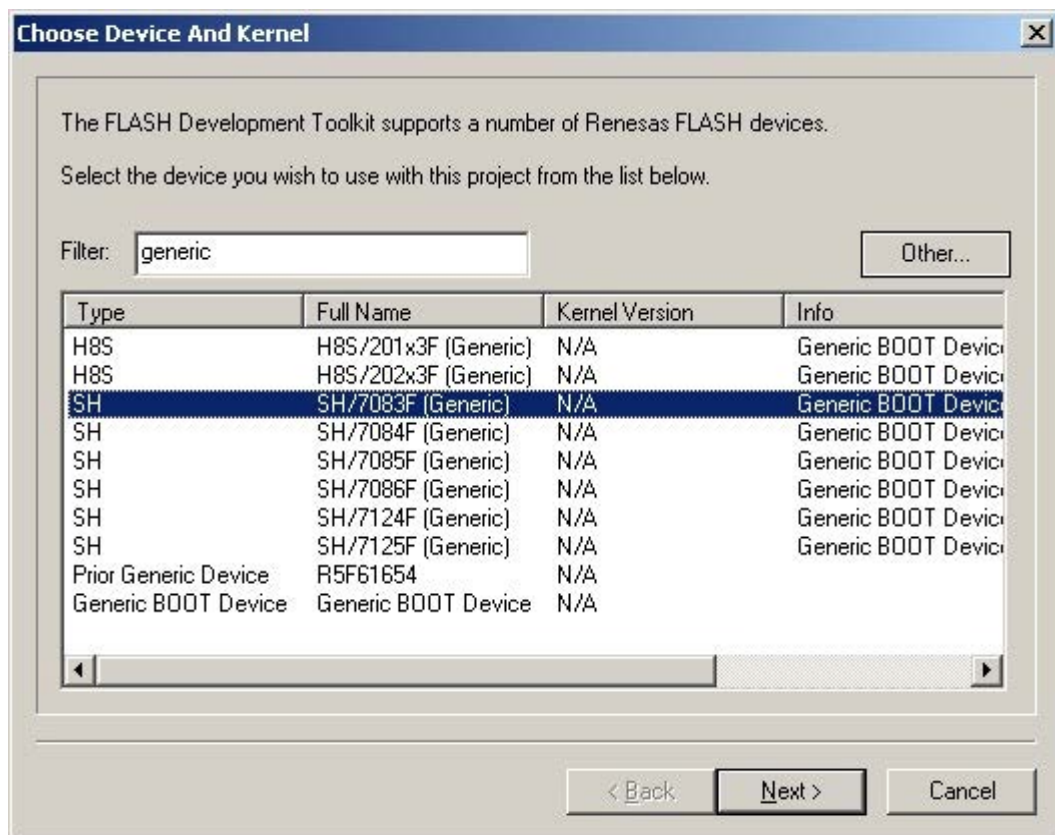 Choose Device And Kernel
The FLASH Development Toolkit supports a number of Renesas FLASH devices.
Select the device you wish to use with this project from the list below.
Filter: generic Other...
Type Full Name Kernel Version Info
H8S H8S/201x3F (Generic) N/A Generic BOOT Devic
H8S H8S/202x3F (Generic) N/A Generic BOOT Devic
SH SH/7083F (Generic) N/A Generic BOOT Devic
SH SH/7084F (Generic) N/A Generic BOOT Devic
SH SH/7085F (Generic) N/A Generic BOOT Devic
SH SH/7086F (Generic) N/A Generic BOOT Devic
SH SH/7124F (Generic) N/A Generic BOOT Devic
SH SH/7125F (Generic) N/A Generic BOOT Devic
Prior Generic Device R5F61654 N/A
Generic BOOT Device Generic BOOT Device N/A
< Back Next > Cancel